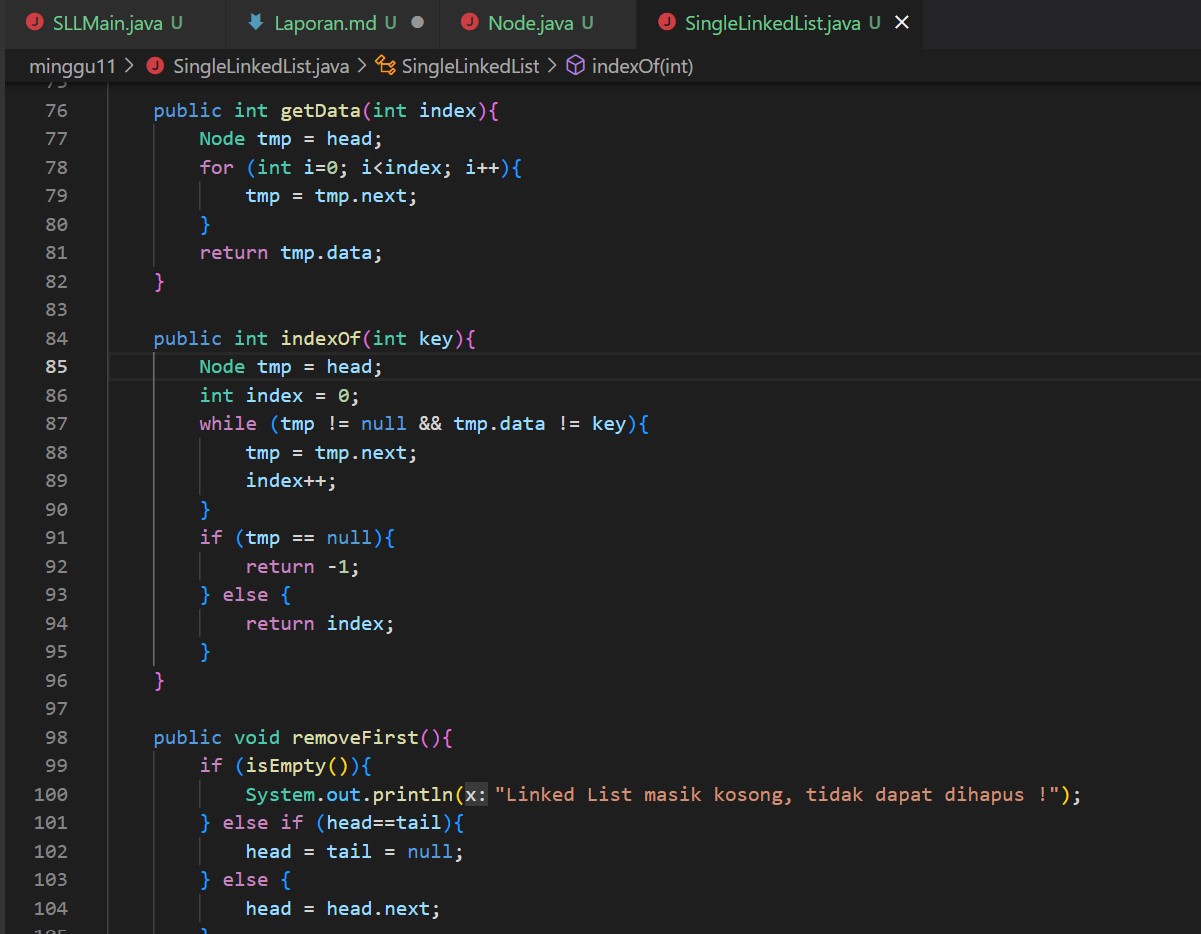 SLLMain.java U Laporan.md U Node.java U SingleLinkedList.java U
minggu11 > SingleLinkedList.java > SingleLinkedList > indexOf(int)
75
76 public int getData(int index){
77 Node tmp = head;
78 for (int i=0; i<index; i++){
79 tmp = tmp.next;
80 }
81 return tmp.data;
82 }
83
84 public int indexOf(int key){
85 Node tmp = head;
86 int index = 0;
87 while (tmp != null && tmp.data != key){
88 tmp = tmp.next;
89 index++;
90 }
91 if (tmp == null){
92 return -1;
93 } else {
94 return index;
95 }
96 }
97
98 public void removeFirst(){
99 if (isEmpty()){
100 System.out.println(x: "Linked List masik kosong, tidak dapat dihapus !");
101 } else if (head==tail){
102 head = tail = null;
103 } else {
104 head = head.next;
105 }